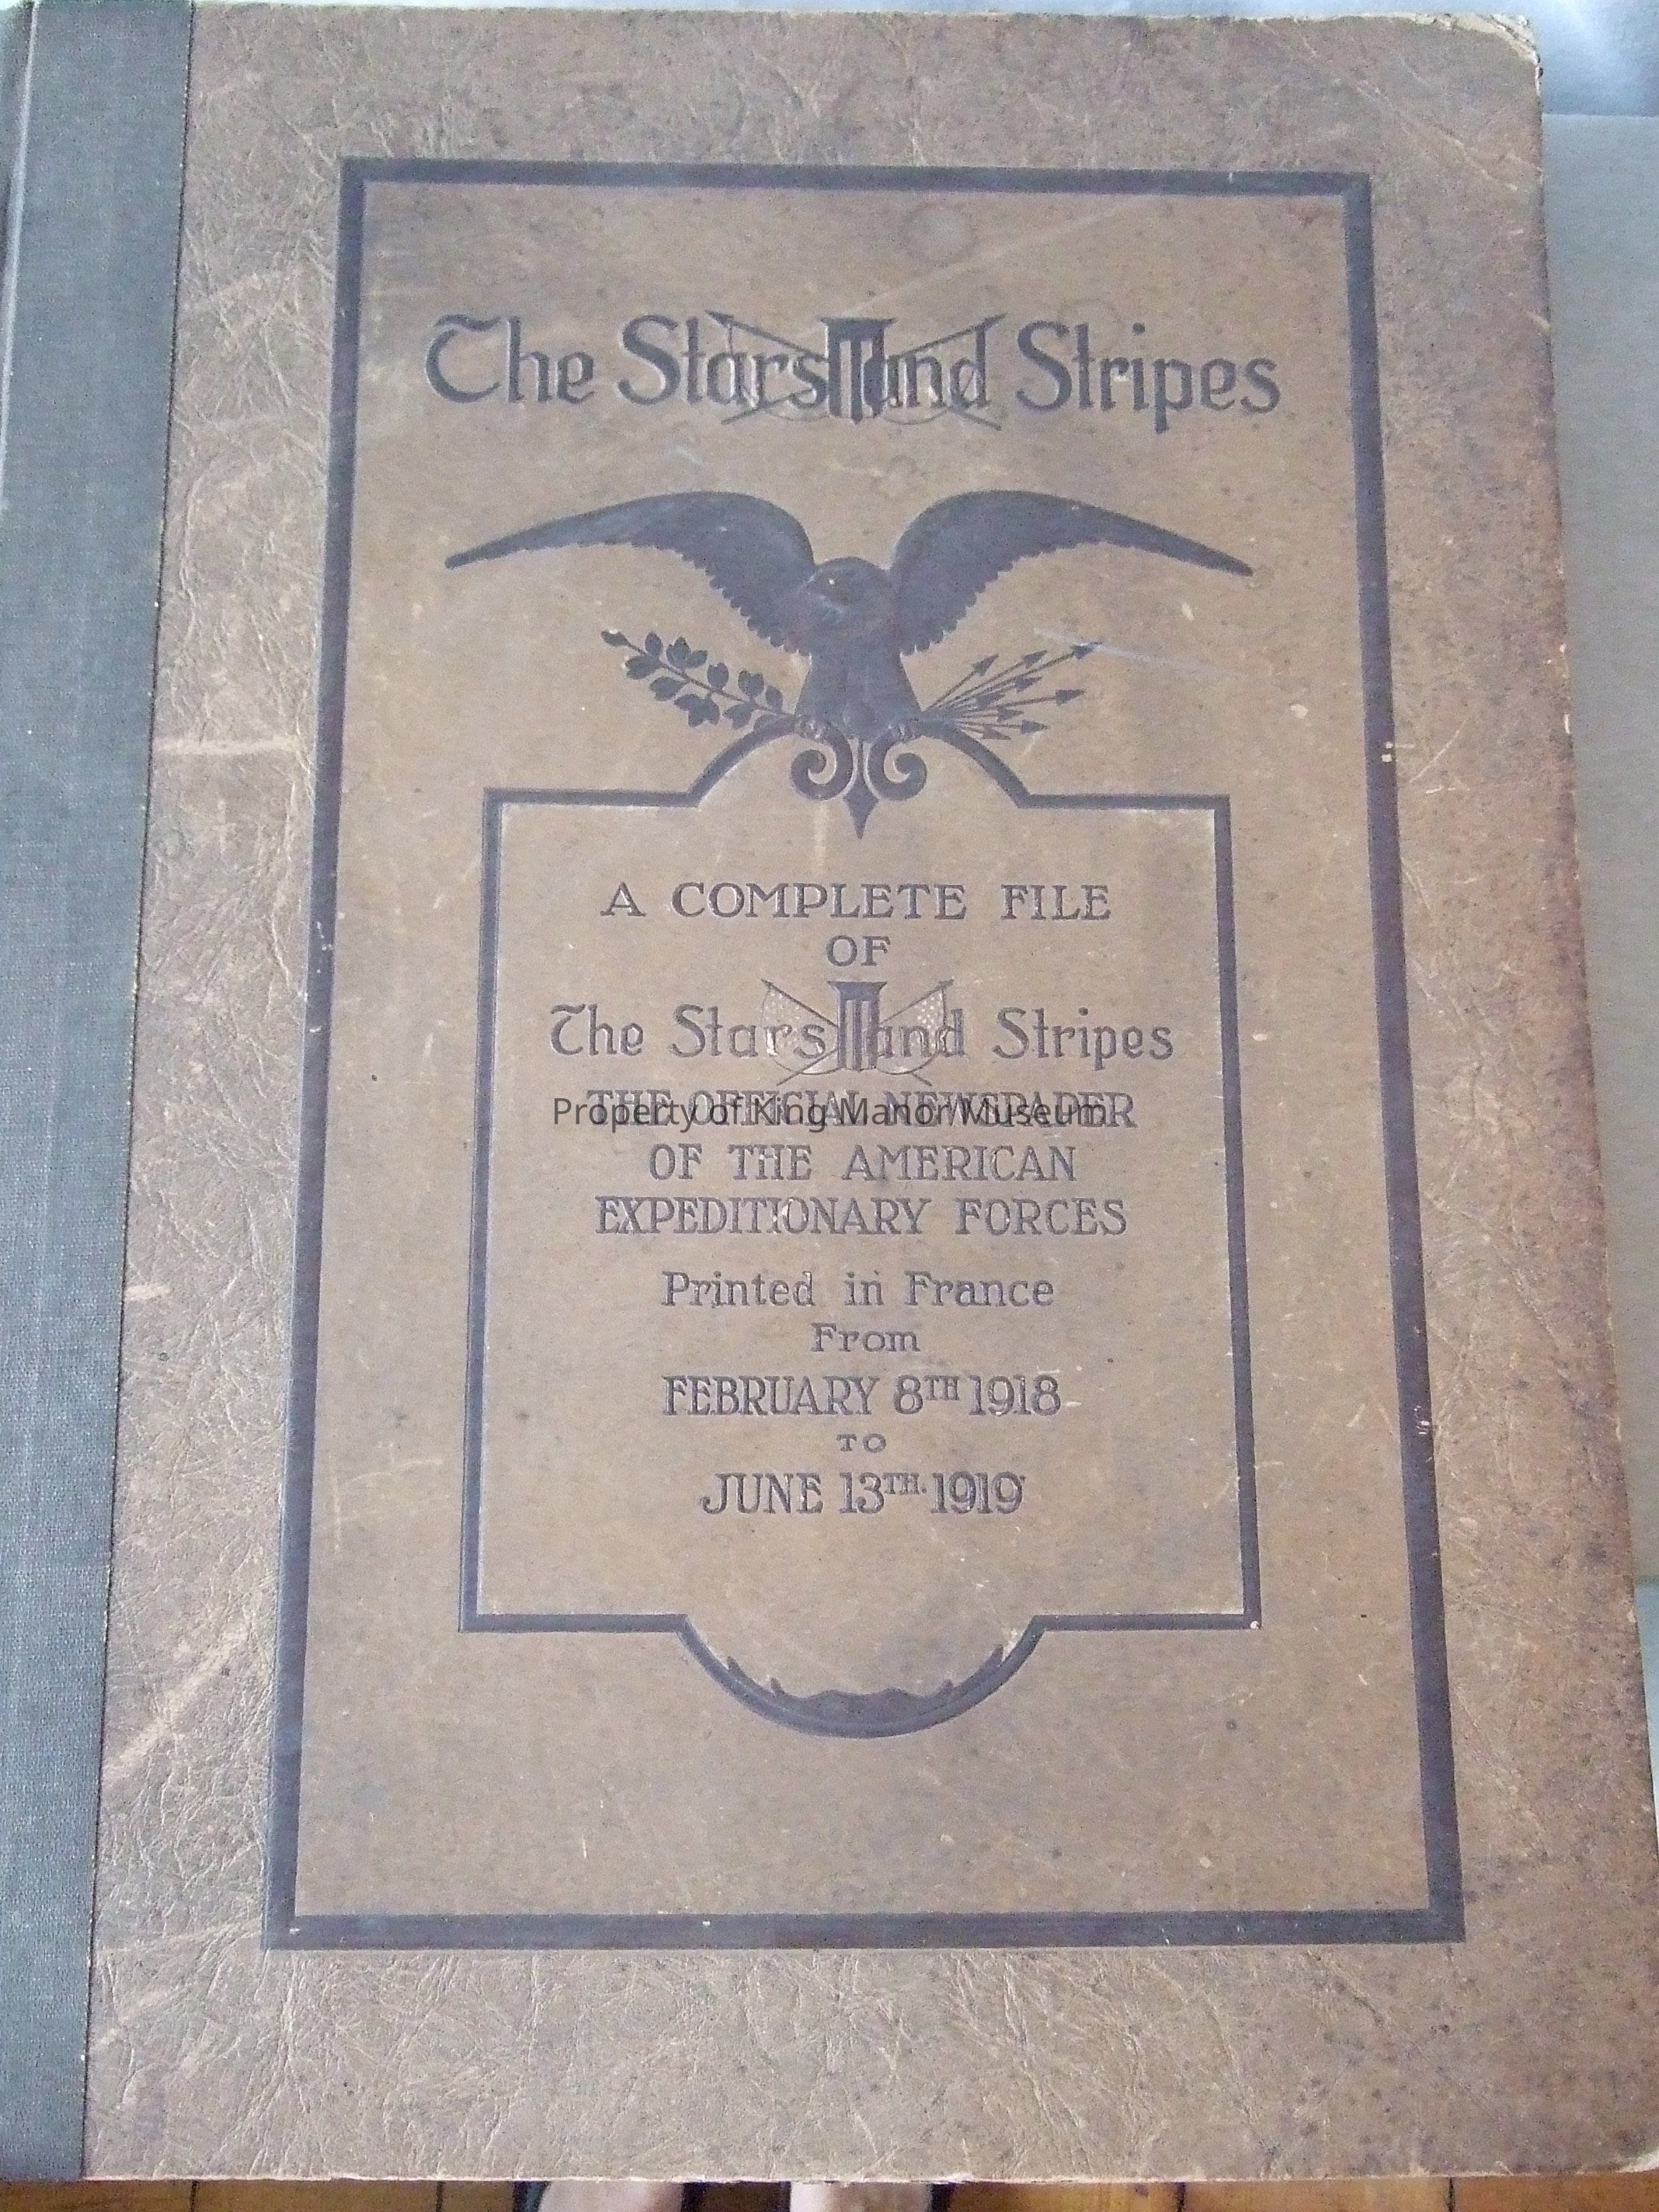 The Stars and Stripes
A COMPLETE FILE
OF
The Stars and Stripes
THE OFFICIAL NEWSPAPER
Property of King Manor Museum
OF THE AMERICAN
EXPEDITIONARY FORCES
Printed in France
From
FEBRUARY 8TH 1918
TO
JUNE 13TH. 1919